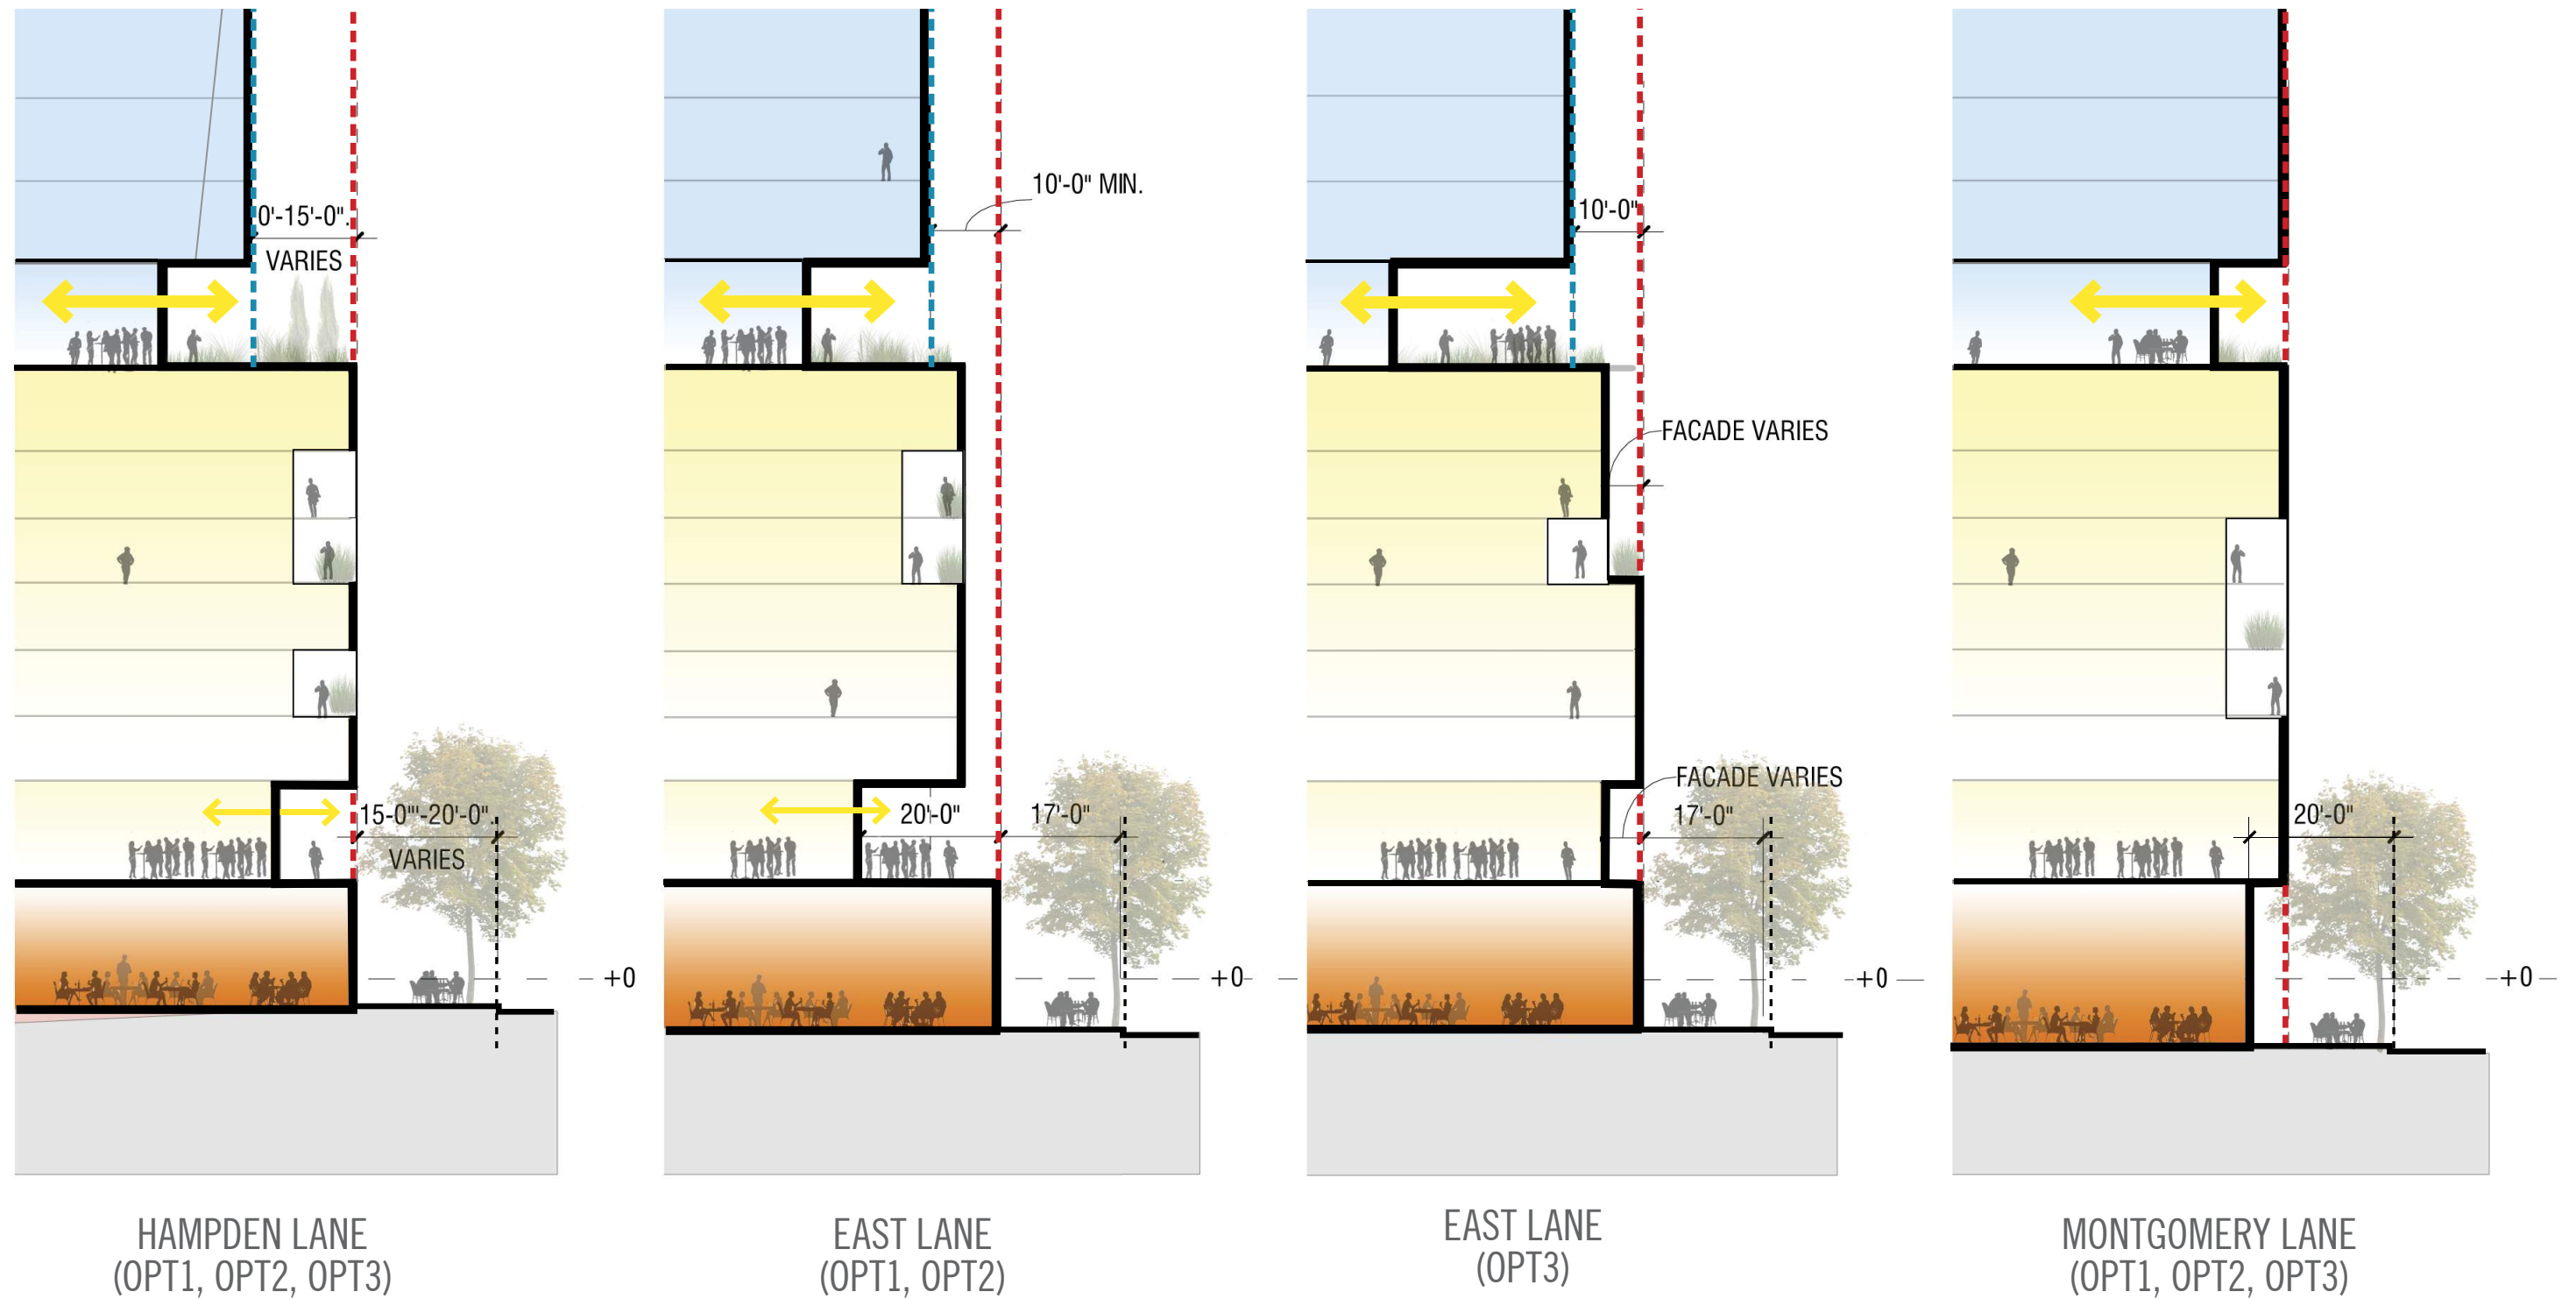 0'-15'-0".
VARIES
15-0"'-20'-0".
VARIES
+0
HAMPDEN LANE
(OPT1, OPT2, OPT3)
10'-0" MIN.
20'-0"
17'-0"
+0
EAST LANE
(OPT1, OPT2)
10'-0"
FACADE VARIES
FACADE VARIES
17'-0"
+0
EAST LANE
(OPT3)
20'-0"
+0
MONTGOMERY LANE
(OPT1, OPT2, OPT3)